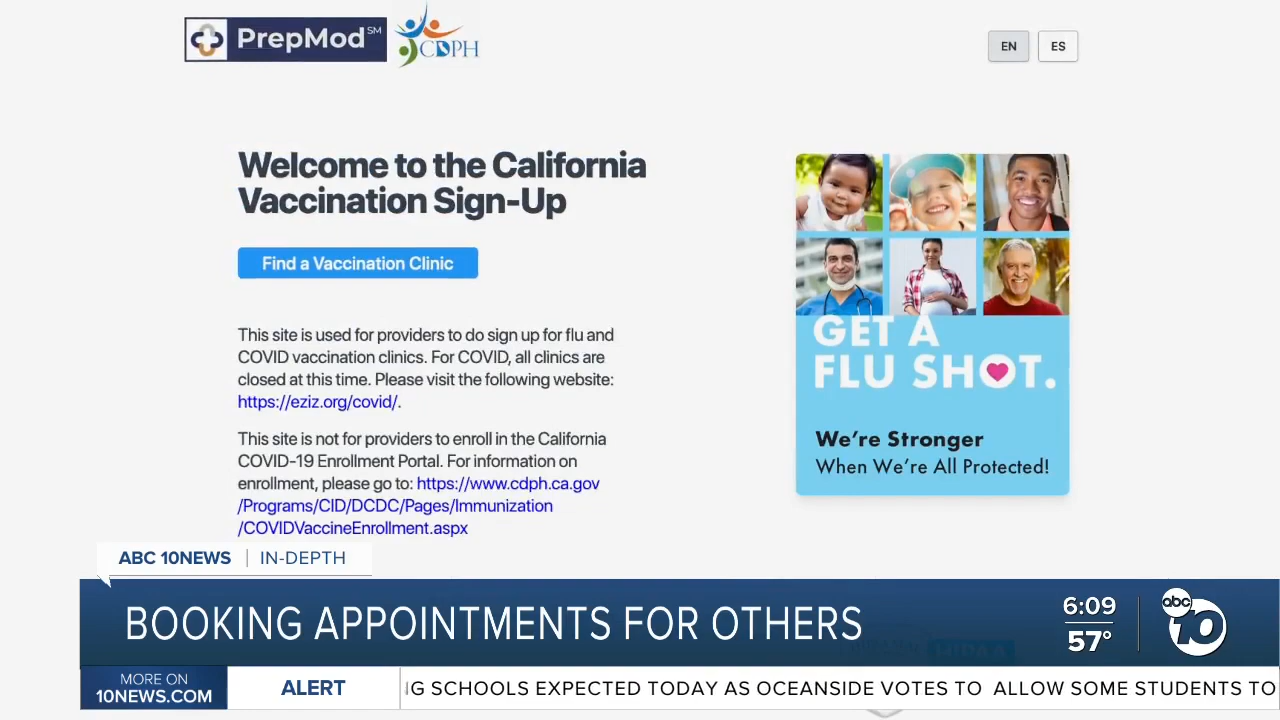 PrepMod℠
CDPH
EN
ES
Welcome to the California
Vaccination Sign-Up
Find a Vaccination Clinic
This site is used for providers to do sign up for flu and
COVID vaccination clinics. For COVID, all clinics are
closed at this time. Please visit the following website:
https://eziz.org/covid/.
This site is not for providers to enroll in the California
COVID-19 Enrollment Portal. For information on
enrollment, please go to: https://www.cdph.ca.gov
/Programs/CID/DCDC/Pages/Immunization
/COVIDVaccineEnrollment.aspx
GET A
FLU SHOT.
We're Stronger
When We're All Protected!
ABC 10NEWS | IN-DEPTH
BOOKING APPOINTMENTS FOR OTHERS
6:09
57°
abc
10
MORE ON
10NEWS.COM
ALERT
G SCHOOLS EXPECTED TODAY AS OCEANSIDE VOTES TO ALLOW SOME STUDENTS TO